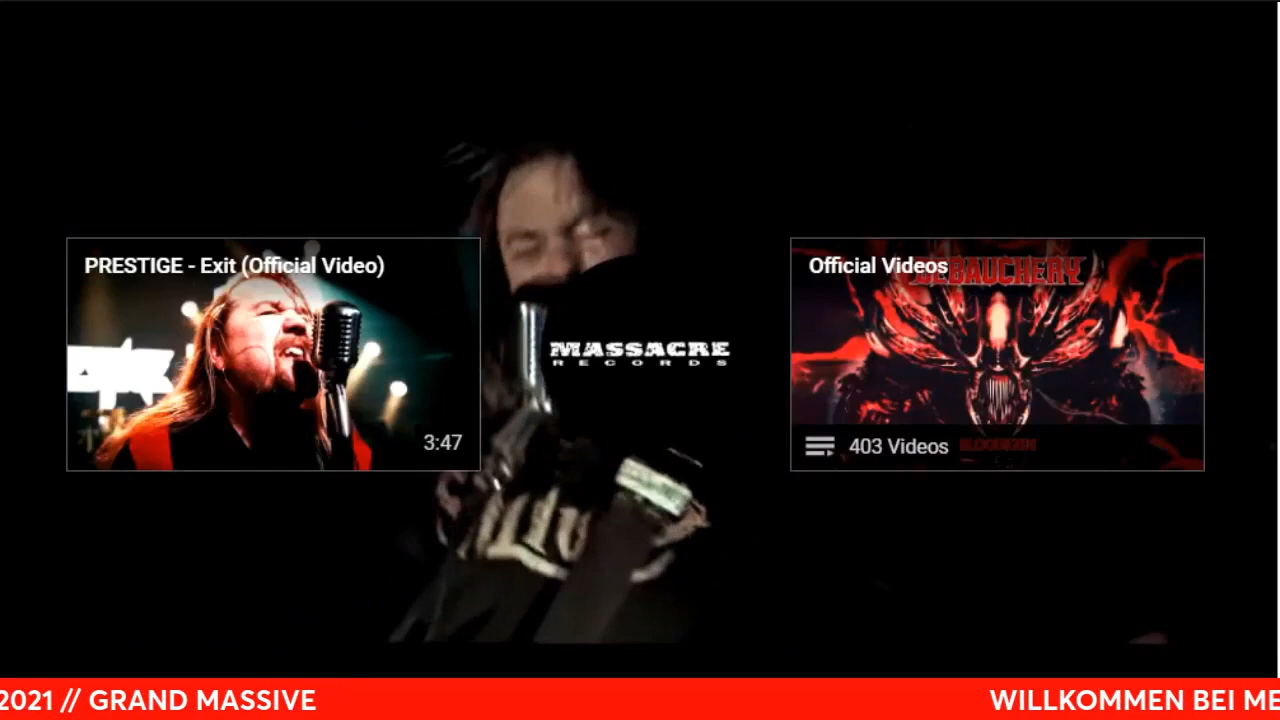 PRESTIGE - Exit (Official Video)
3:47
MASSACRE
RECORDS
Official Videos
DEBAUCHERY
403 Videos
2021 // GRAND MASSIVE
WILLKOMMEN BEI ME